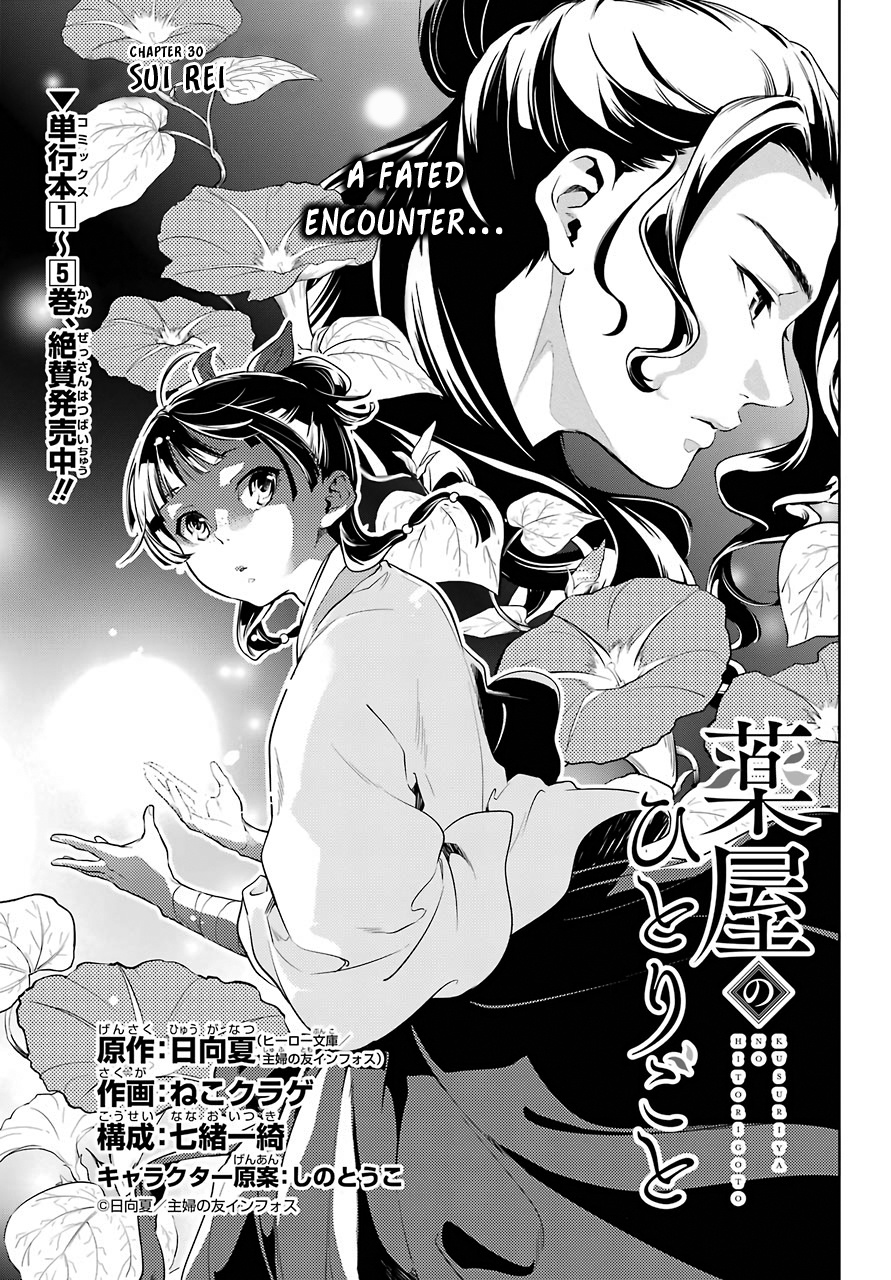 CHAPTER 30
SUI REI
A FATED
ENCOUNTER...
コミックス
▼単行本1～5巻、絶賛発売中!!
かん ぜっさんはつばいちゅう
薬屋のひとりごと
KUSURIYA
NO
HITORIGOTO
げんさく ひゅうがなつ ぶんこ
原作：日向夏（ヒーロー文庫／
主婦の友インフォス）
さくが
作画：ねこクラゲ
こうせい ななおいつき
構成：七緒一綺
げんあん
キャラクター原案：しのとうこ
©日向夏／主婦の友インフォス